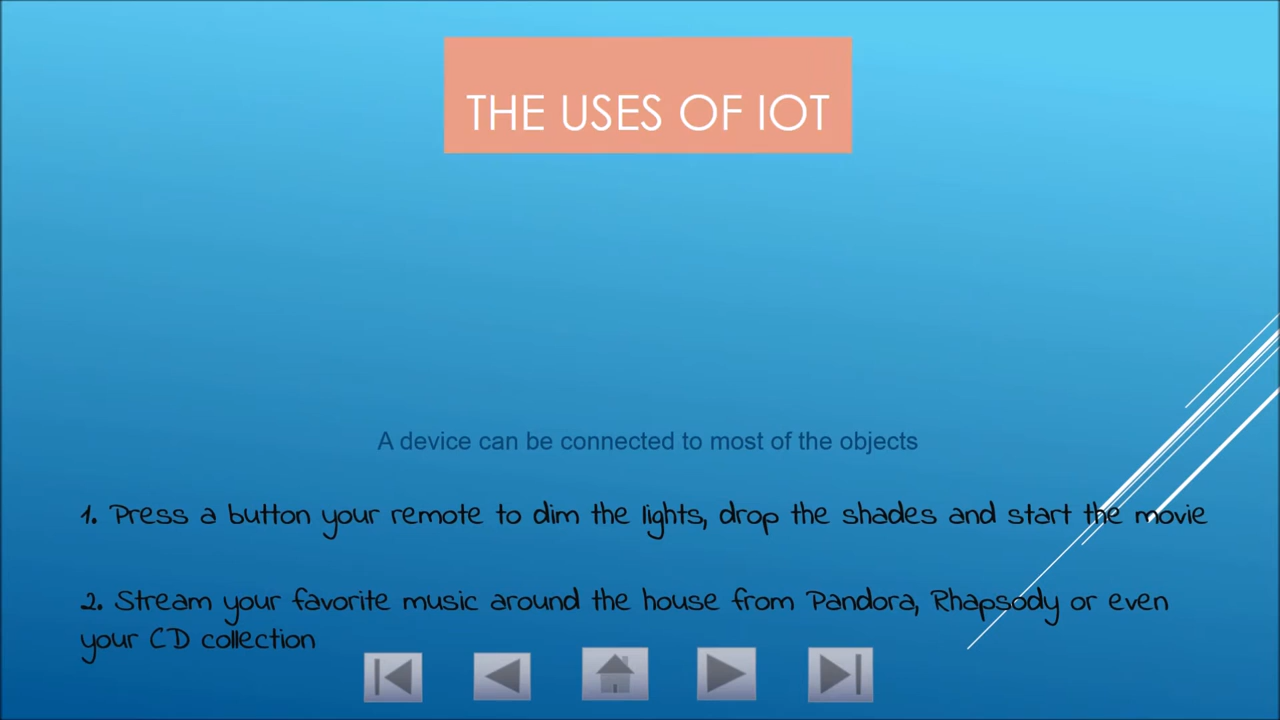 THE USES OF IOT
A device can be connected to most of the objects
1. Press a button your remote to dim the lights, drop the shades and start the movie
2. Stream your favorite music around the house from Pandora, Rhapsody or even
your CD collection